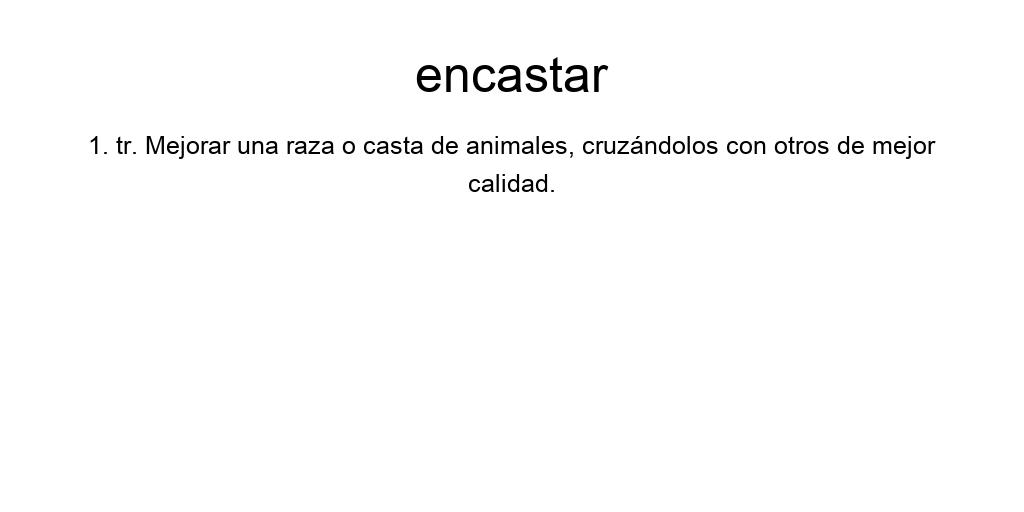 encastar
1. tr. Mejorar una raza o casta de animales, cruzándolos con otros de mejor
calidad.